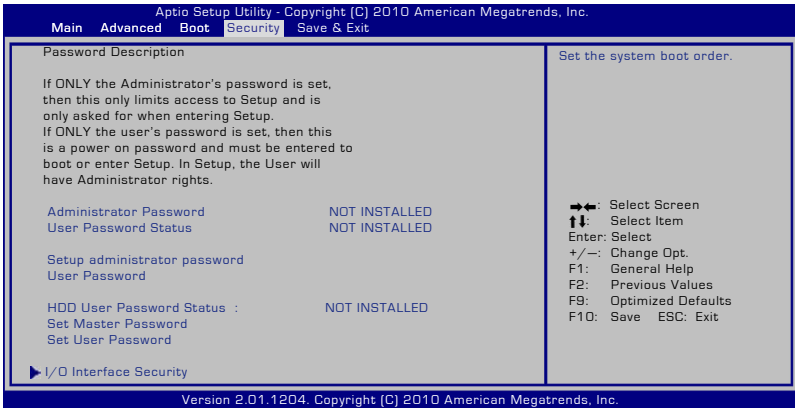 Aptio Setup Utility - Copyright (C) 2010 American Megatrends, Inc.
Main Advanced Boot Security Save & Exit
Password Description
If ONLY the Administrator's password is set,
then this only limits access to Setup and is
only asked for when entering Setup.
If ONLY the user's password is set, then this
is a power on password and must be entered to
boot or enter Setup. In Setup, the User will
have Administrator rights.
Administrator Password NOT INSTALLED
User Password Status NOT INSTALLED
Setup administrator password
User Password
HDD User Password Status : NOT INSTALLED
Set Master Password
Set User Password
I/O Interface Security
Set the system boot order.
→←: Select Screen
↑↓: Select Item
Enter: Select
+/—: Change Opt.
F1: General Help
F2: Previous Values
F9: Optimized Defaults
F10: Save ESC: Exit
Version 2.01.1204. Copyright (C) 2010 American Megatrends, Inc.